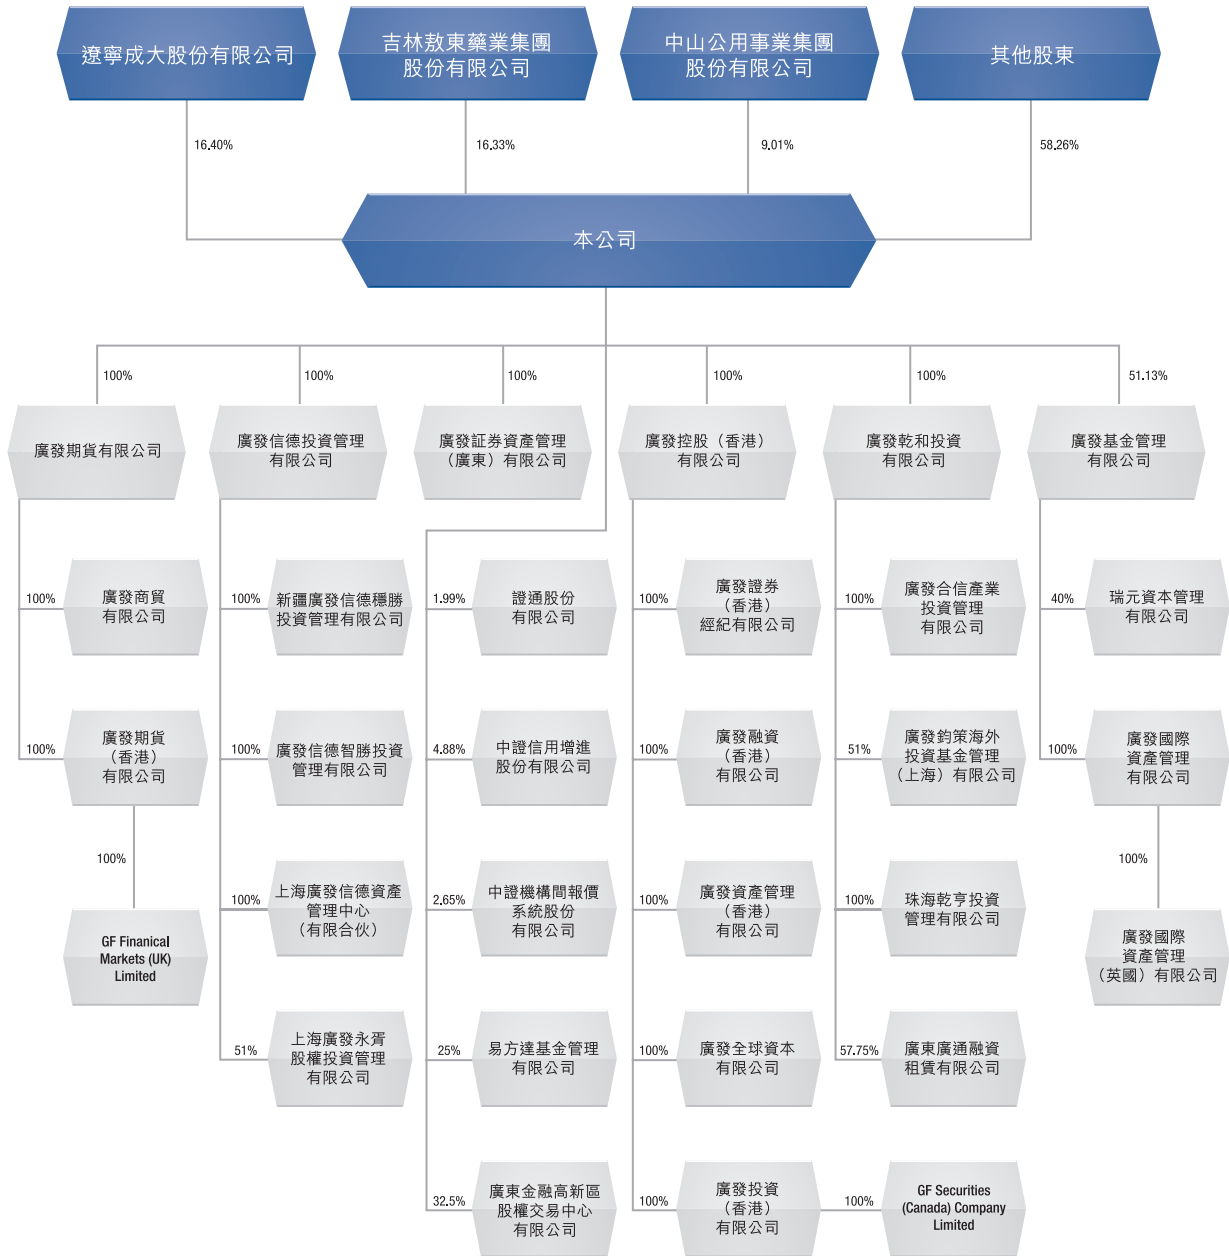 遼寧成大股份有限公司
吉林敖東藥業集團
股份有限公司
中山公用事業集團
股份有限公司
其他股東
16.40%
16.33%
9.01%
58.26%
本公司
100%
100%
100%
100%
100%
51.13%
廣發期貨有限公司
廣發信德投資管理
有限公司
廣發証券資產管理
（廣東）有限公司
廣發控股（香港）
有限公司
廣發乾和投資
有限公司
廣發基金管理
有限公司
100%
廣發商貿
有限公司
100%
新疆廣發信德穩勝
投資管理有限公司
1.99%
證通股份
有限公司
100%
廣發證券
（香港）
經紀有限公司
100%
廣發合信產業
投資管理
有限公司
40%
瑞元資本管理
有限公司
100%
廣發期貨
（香港）
有限公司
100%
廣發信德智勝投資
管理有限公司
4.88%
中證信用增進
股份有限公司
100%
廣發融資
（香港）
有限公司
51%
廣發鈞策海外
投資基金管理
（上海）有限公司
100%
廣發國際
資產管理
有限公司
100%
GF Finanical
Markets (UK)
Limited
100%
上海廣發信德資產
管理中心
（有限合伙）
2.65%
中證機構間報價
系統股份
有限公司
100%
廣發資產管理
（香港）
有限公司
100%
珠海乾亨投資
管理有限公司
100%
廣發國際
資產管理
（英國）有限公司
51%
上海廣發永胥
股權投資管理
有限公司
25%
易方達基金管理
有限公司
100%
廣發全球資本
有限公司
57.75%
廣東廣通融資
租賃有限公司
32.5%
廣東金融高新區
股權交易中心
有限公司
100%
廣發投資
（香港）
有限公司
100%
GF Securities
(Canada) Company
Limited